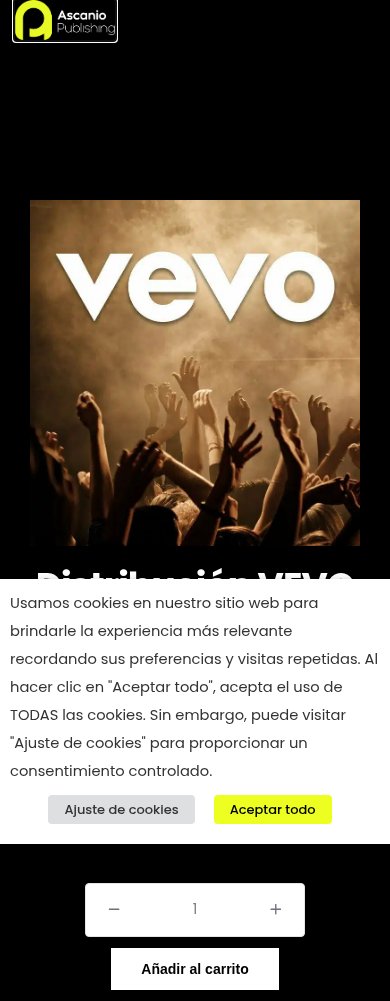 Ascanio
Publishing
vevo
Distribución VEVO
Usamos cookies en nuestro sitio web para
brindarle la experiencia más relevante
recordando sus preferencias y visitas repetidas. Al
hacer clic en "Aceptar todo", acepta el uso de
TODAS las cookies. Sin embargo, puede visitar
"Ajuste de cookies" para proporcionar un
consentimiento controlado.
Ajuste de cookies Aceptar todo
− 1 +
Añadir al carrito